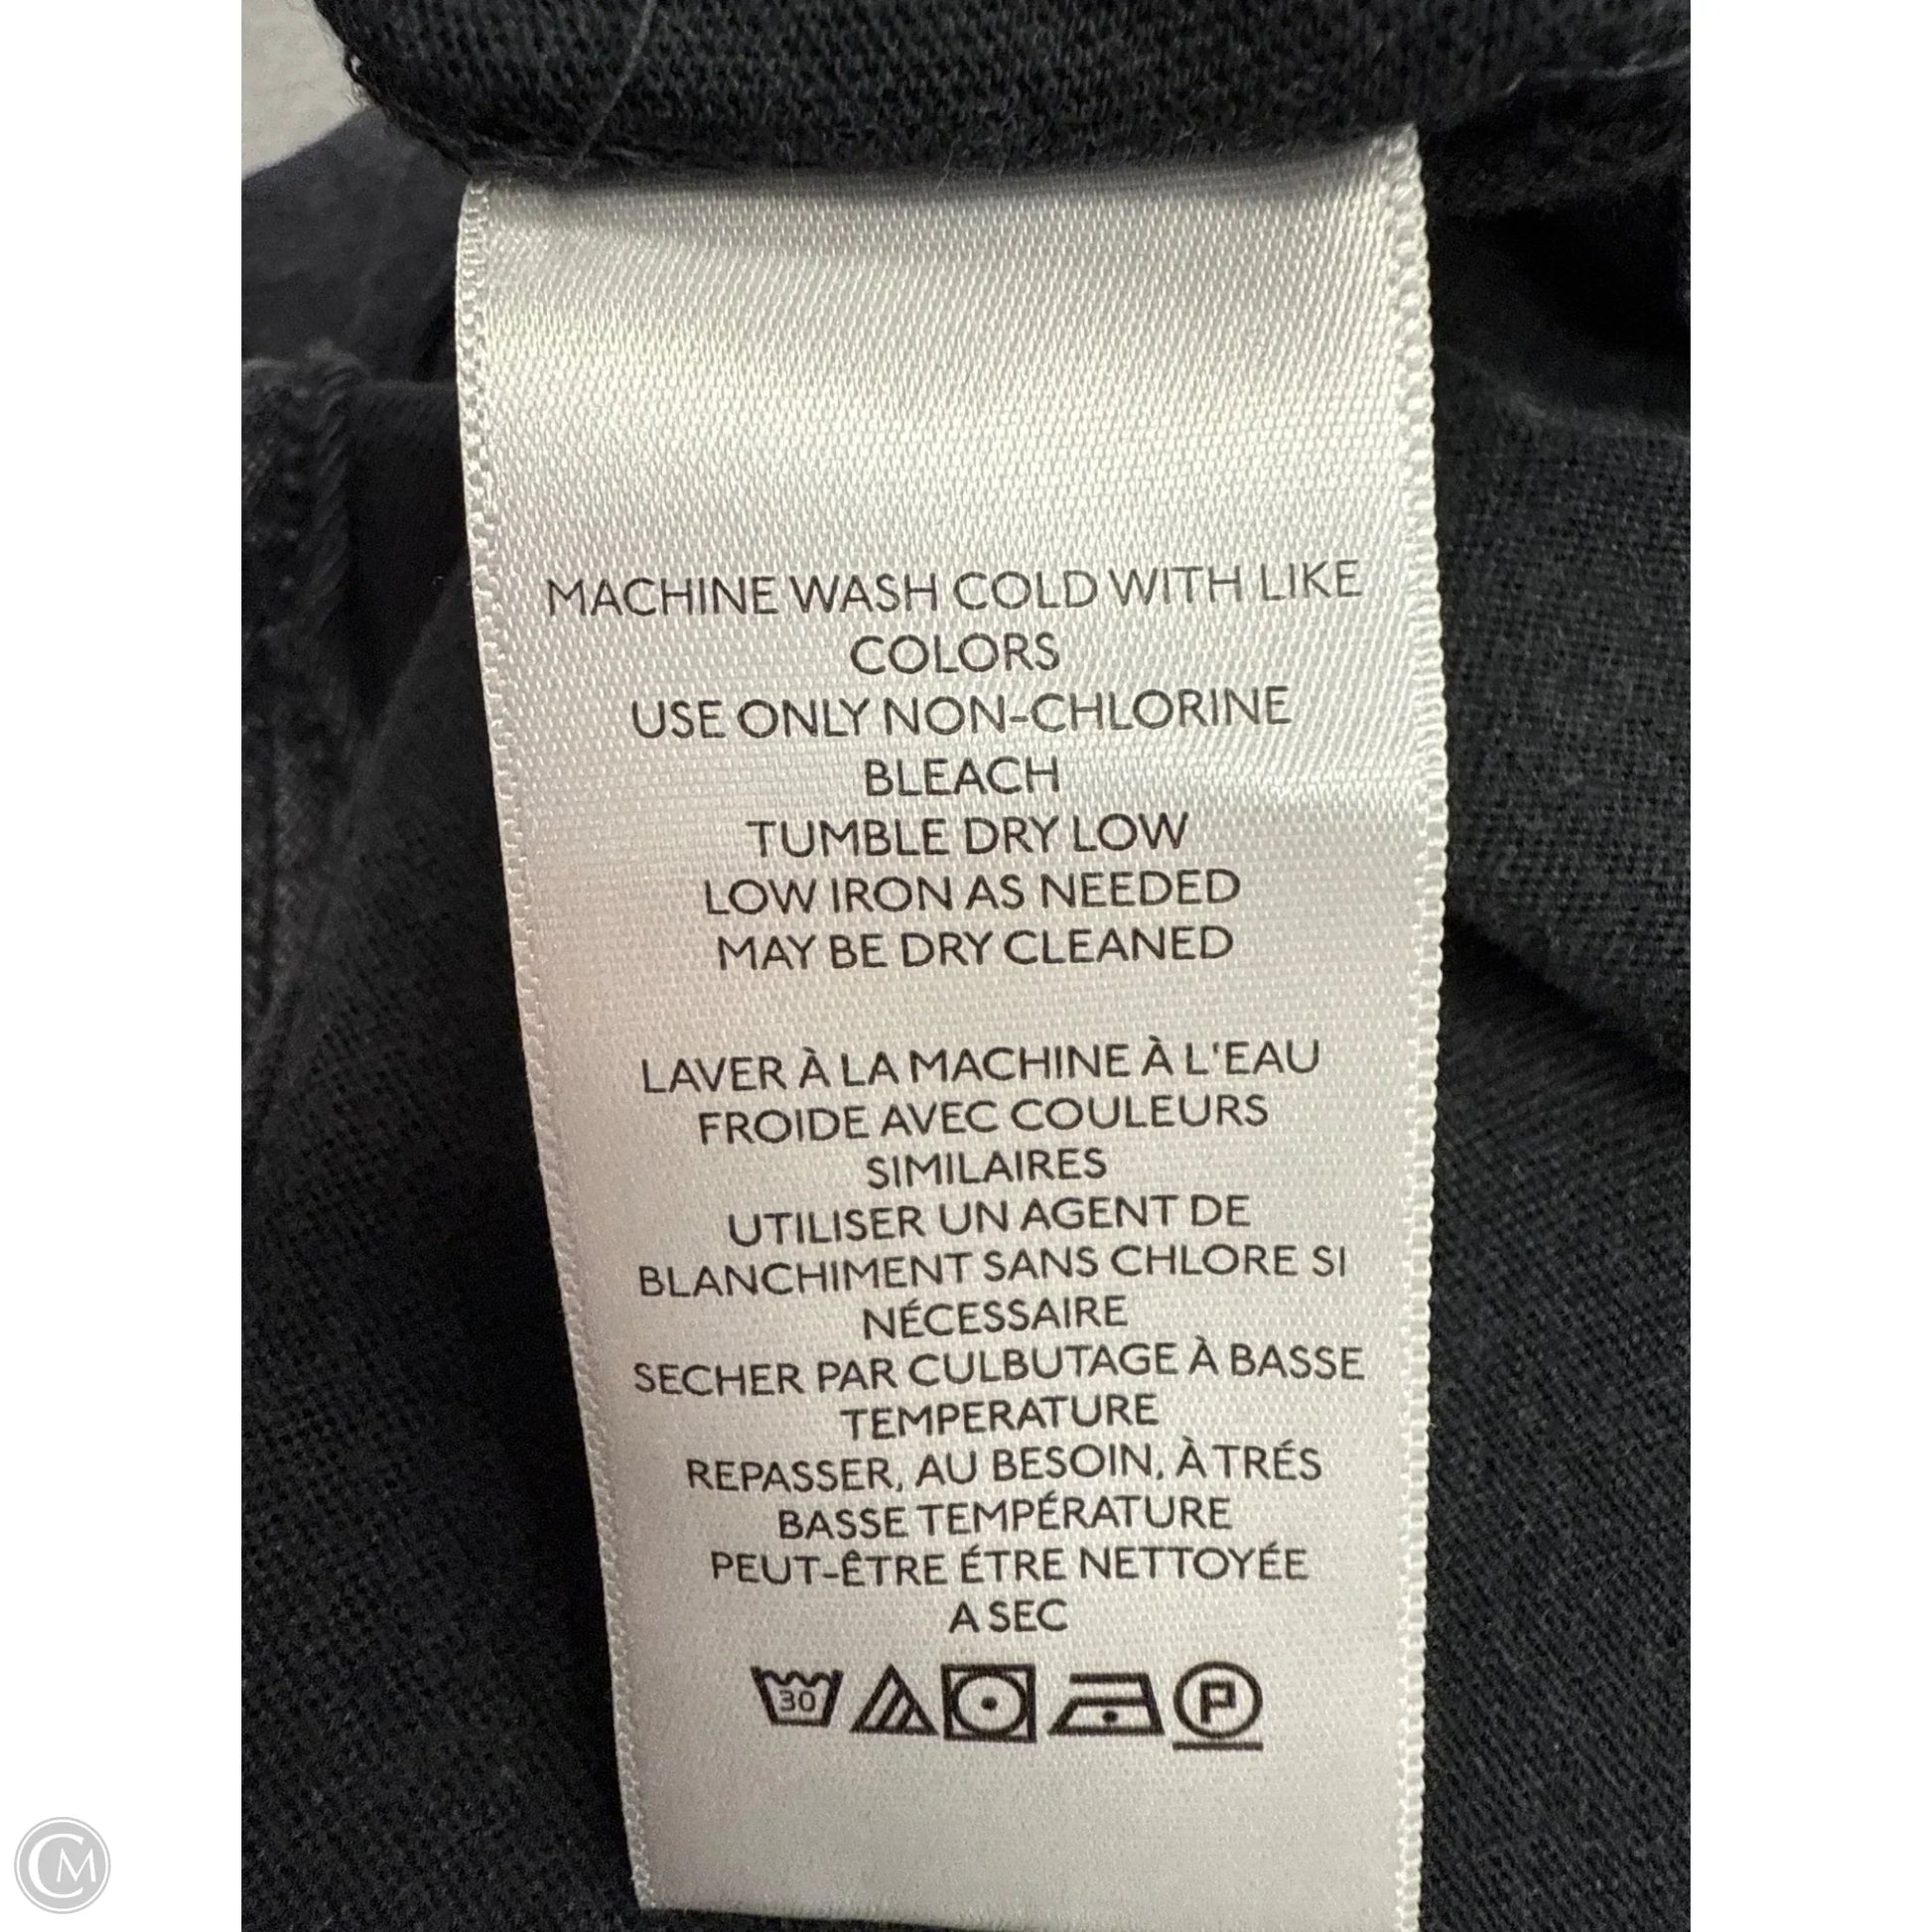 MACHINE WASH COLD WITH LIKE
COLORS
USE ONLY NON-CHLORINE
BLEACH
TUMBLE DRY LOW
LOW IRON AS NEEDED
MAY BE DRY CLEANED
LAVER À LA MACHINE À L'EAU
FROIDE AVEC COULEURS
SIMILAIRES
UTILISER UN AGENT DE
BLANCHIMENT SANS CHLORE SI
NÉCESSAIRE
SECHER PAR CULBUTAGE À BASSE
TEMPERATURE
REPASSER, AU BESOIN, À TRÉS
BASSE TEMPÉRATURE
PEUT-ÊTRE ÉTRE NETTOYÉE
A SEC
30 P
CM